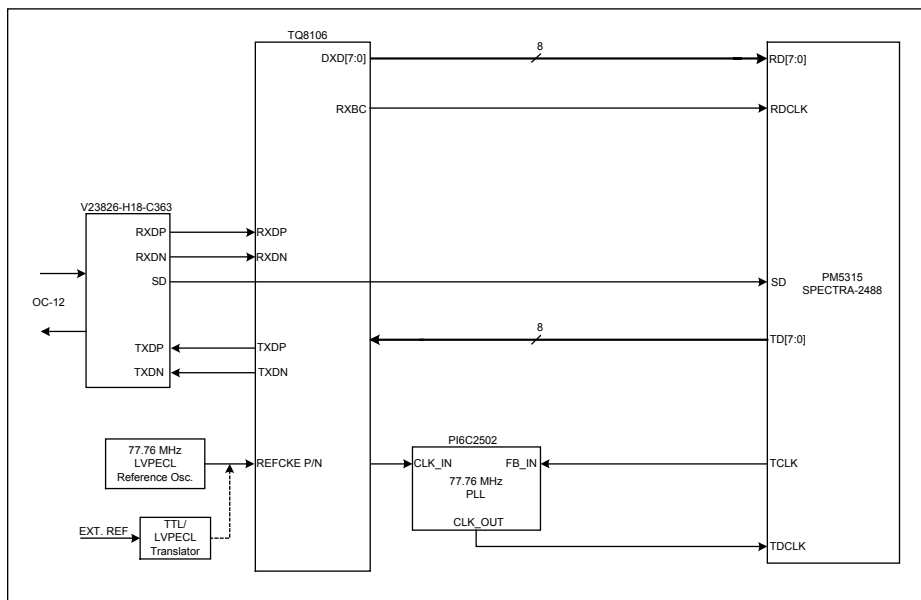 TQ8106
DXD[7:0]
8
RD[7:0]
RXBC
RDCLK
V23826-H18-C363
RXDP
RXDP
RXDN
RXDN
SD
SD
PM5315
SPECTRA-2488
OC-12
8
TXDP
TXDP
TD[7:0]
TXDN
TXDN
77.76 MHz
LVPECL
Reference Osc.
REFCKE P/N
PI6C2502
CLK_IN
FB_IN
77.76 MHz
PLL
CLK_OUT
TCLK
EXT. REF
TTL/
LVPECL
Translator
TDCLK